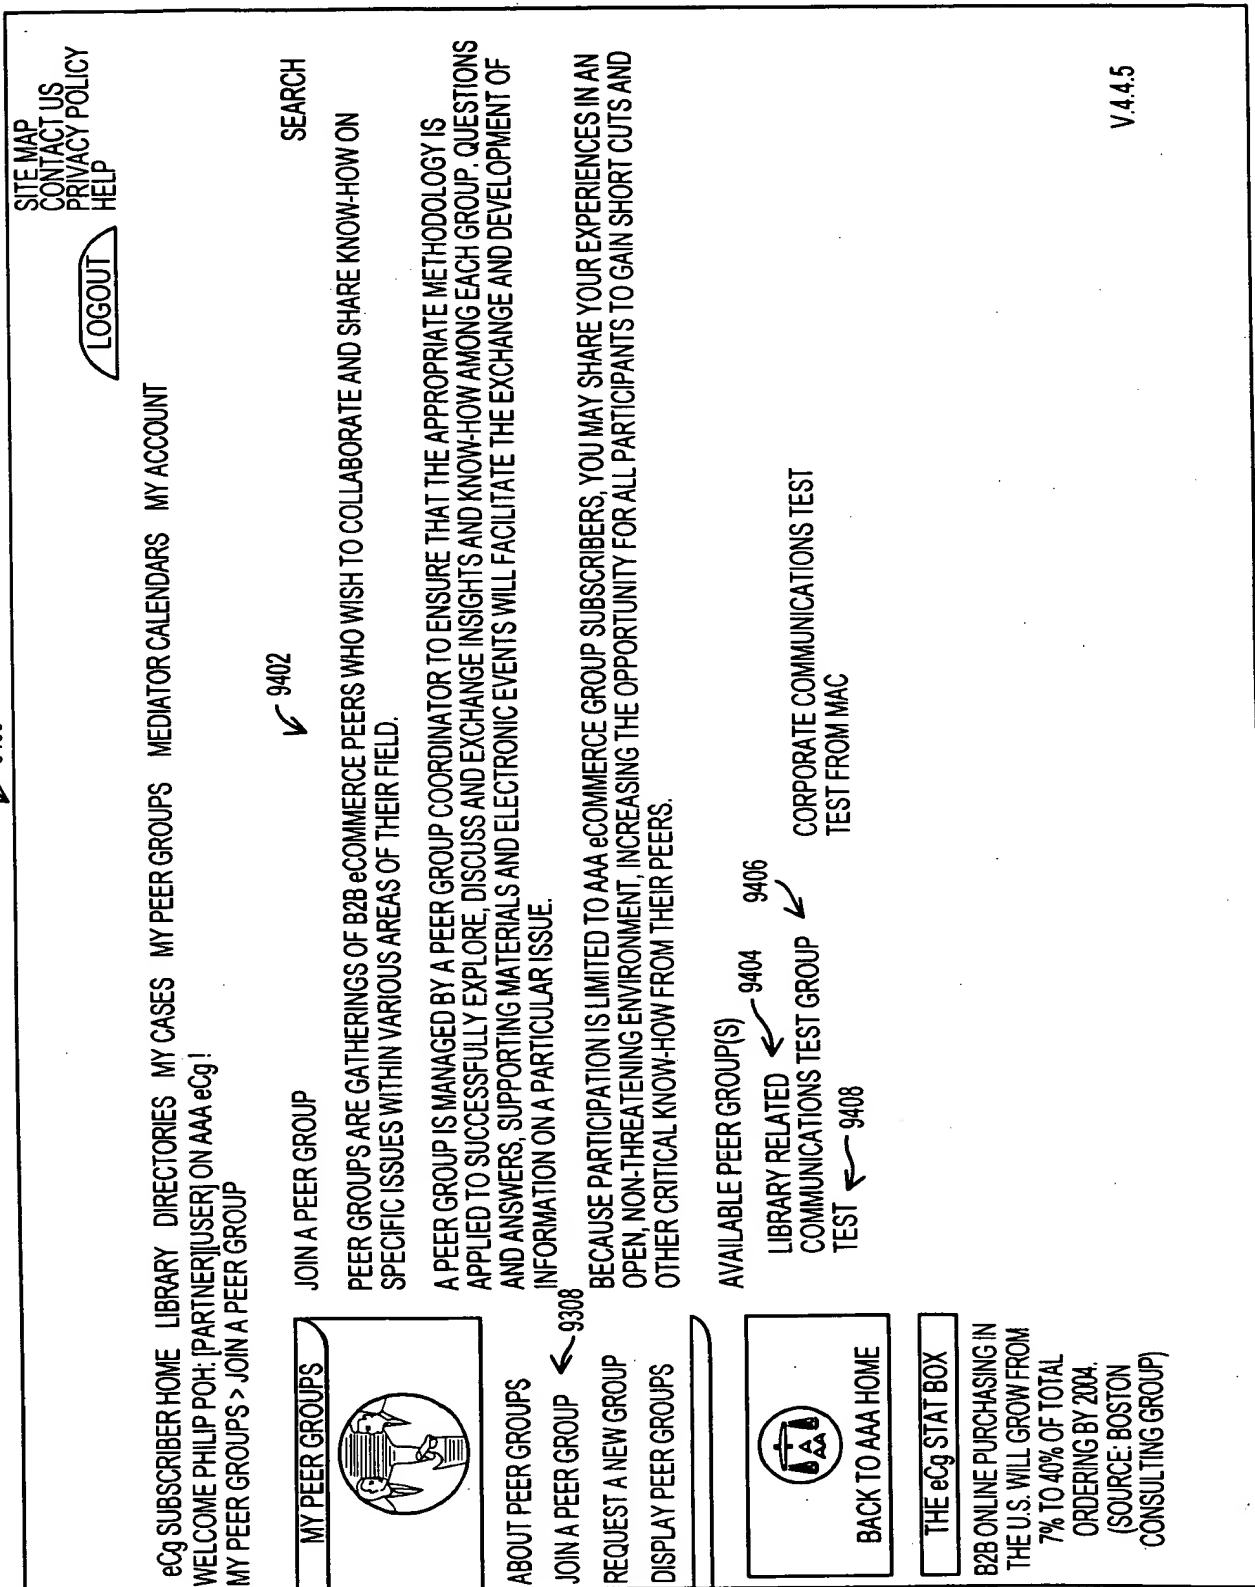 SITE MAP
CONTACT US
PRIVACY POLICY
HELP
LOGOUT
eCg SUBSCRIBER HOME LIBRARY DIRECTORIES MY CASES MY PEER GROUPS MEDIATOR CALENDARS MY ACCOUNT
WELCOME PHILIP POH: [PARTNER][USER] ON AAA eCg!
MY PEER GROUPS > JOIN A PEER GROUP
9402
SEARCH
MY PEER GROUPS
ABOUT PEER GROUPS
JOIN A PEER GROUP
9308
REQUEST A NEW GROUP
DISPLAY PEER GROUPS
AAA
BACK TO AAA HOME
THE eCg STAT BOX
B2B ONLINE PURCHASING IN
THE U.S. WILL GROW FROM
7% TO 40% OF TOTAL
ORDERING BY 2004.
(SOURCE: BOSTON
CONSULTING GROUP)
JOIN A PEER GROUP
PEER GROUPS ARE GATHERINGS OF B2B eCOMMERCE PEERS WHO WISH TO COLLABORATE AND SHARE KNOW-HOW ON
SPECIFIC ISSUES WITHIN VARIOUS AREAS OF THEIR FIELD.
A PEER GROUP IS MANAGED BY A PEER GROUP COORDINATOR TO ENSURE THAT THE APPROPRIATE METHODOLOGY IS
APPLIED TO SUCCESSFULLY EXPLORE, DISCUSS AND EXCHANGE INSIGHTS AND KNOW-HOW AMONG EACH GROUP. QUESTIONS
AND ANSWERS, SUPPORTING MATERIALS AND ELECTRONIC EVENTS WILL FACILITATE THE EXCHANGE AND DEVELOPMENT OF
INFORMATION ON A PARTICULAR ISSUE.
BECAUSE PARTICIPATION IS LIMITED TO AAA eCOMMERCE GROUP SUBSCRIBERS, YOU MAY SHARE YOUR EXPERIENCES IN AN
OPEN, NON-THREATENING ENVIRONMENT, INCREASING THE OPPORTUNITY FOR ALL PARTICIPANTS TO GAIN SHORT CUTS AND
OTHER CRITICAL KNOW-HOW FROM THEIR PEERS.
AVAILABLE PEER GROUP(S)
9404
LIBRARY RELATED
9406
COMMUNICATIONS TEST GROUP CORPORATE COMMUNICATIONS TEST
TEST 9408 TEST FROM MAC
V.4.4.5